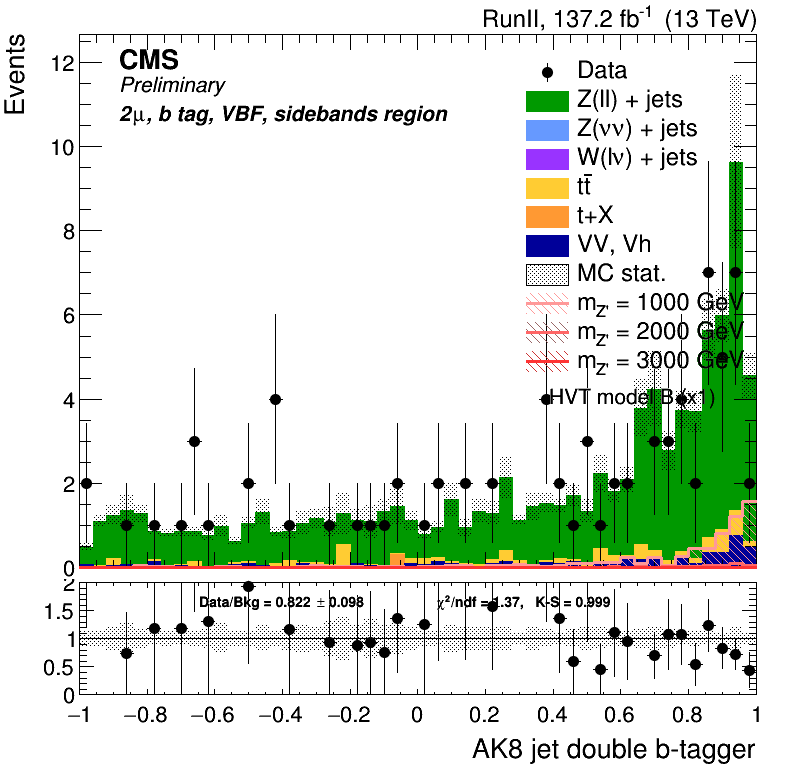 RunII, 137.2 fb⁻¹ (13 TeV)
Events
CMS
Preliminary
2μ, b tag, VBF, sidebands region
Data
Z(ll) + jets
Z(νν) + jets
W(lν) + jets
tt̄
t+X
VV, Vh
MC stat.
m_Z' = 1000 GeV
m_Z' = 2000 GeV
m_Z' = 3000 GeV
HVT model B (x1)
12
10
8
6
4
2
0
Data/Bkg = 0.822 ± 0.098
χ²/ndf = 1.37, K-S = 0.999
2
1.5
1
0.5
0
−1 −0.8 −0.6 −0.4 −0.2 0 0.2 0.4 0.6 0.8 1
AK8 jet double b-tagger